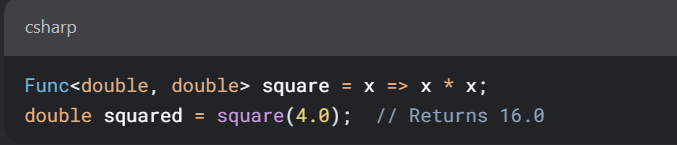 csharp
Func<double, double> square = x => x * x;
double squared = square(4.0);  // Returns 16.0